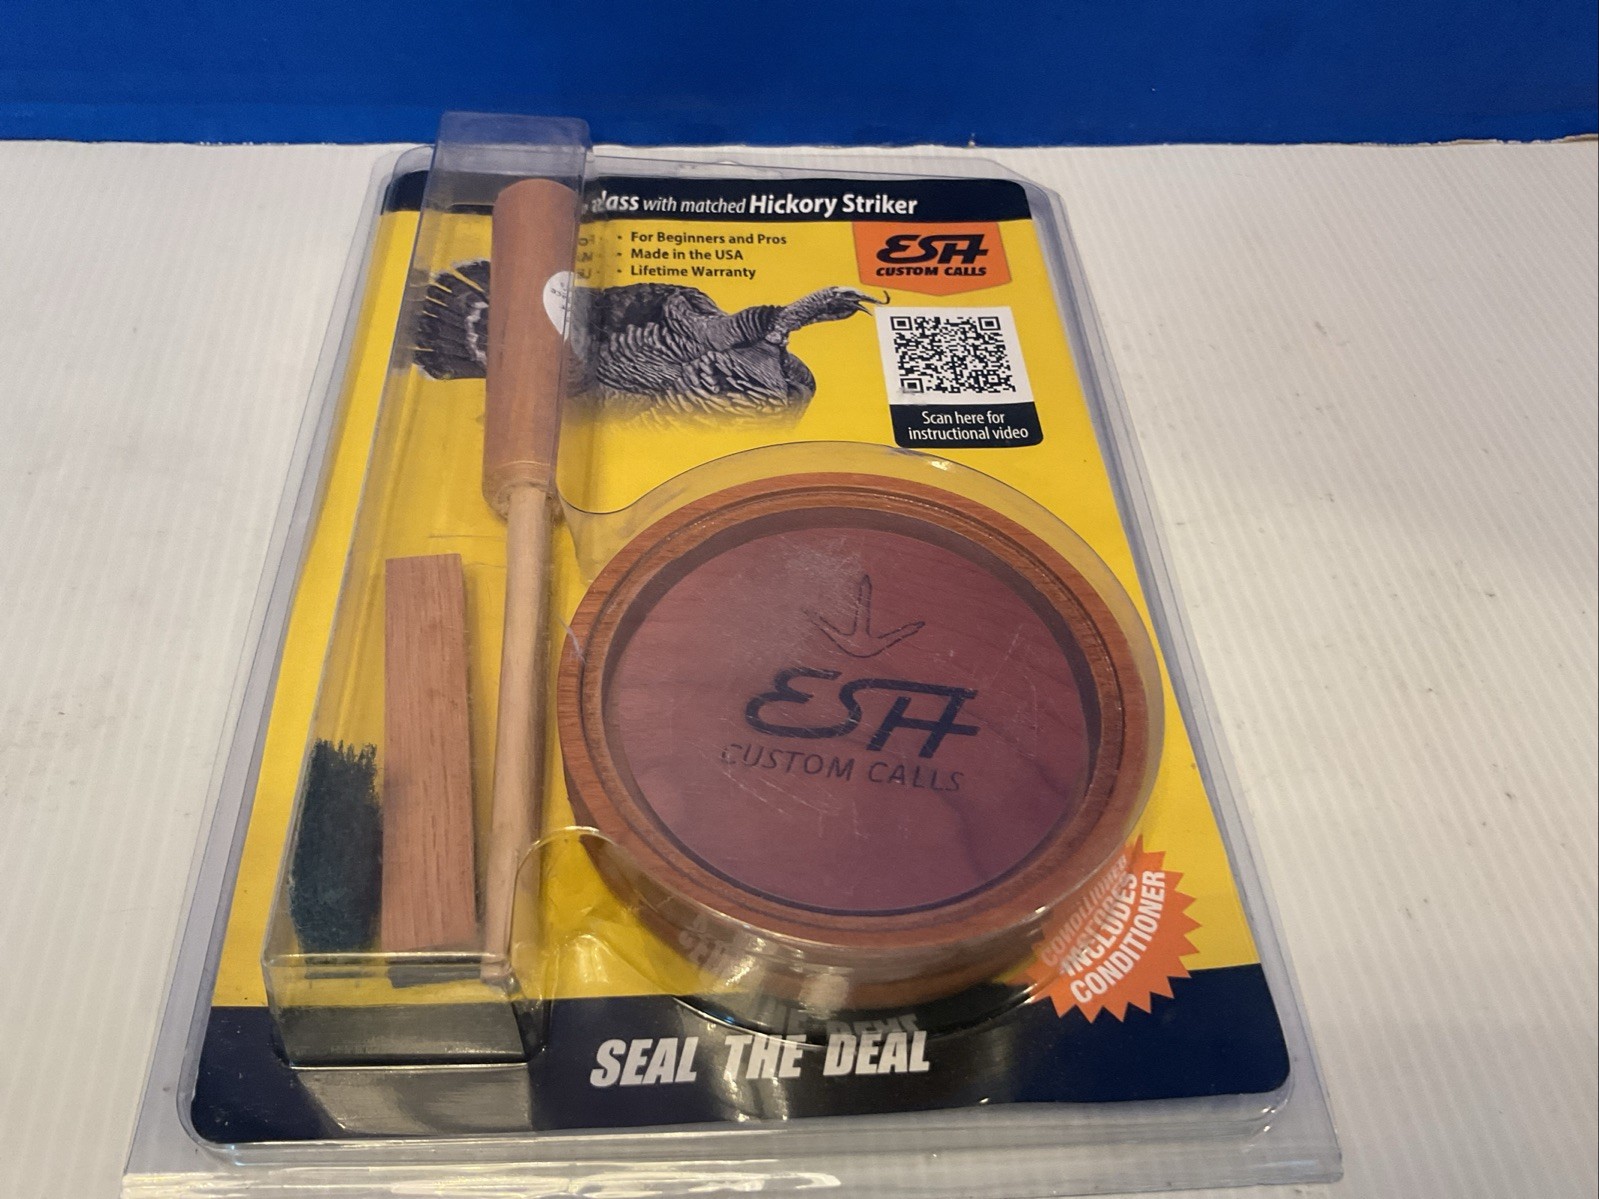 with matched Hickory Striker
• For Beginners and Pros
• Made in the USA
• Lifetime Warranty
ESH
CUSTOM CALLS
Scan here for
instructional video
ESH
CUSTOM CALLS
INCLUDES
CONDITIONER
SEAL THE DEAL